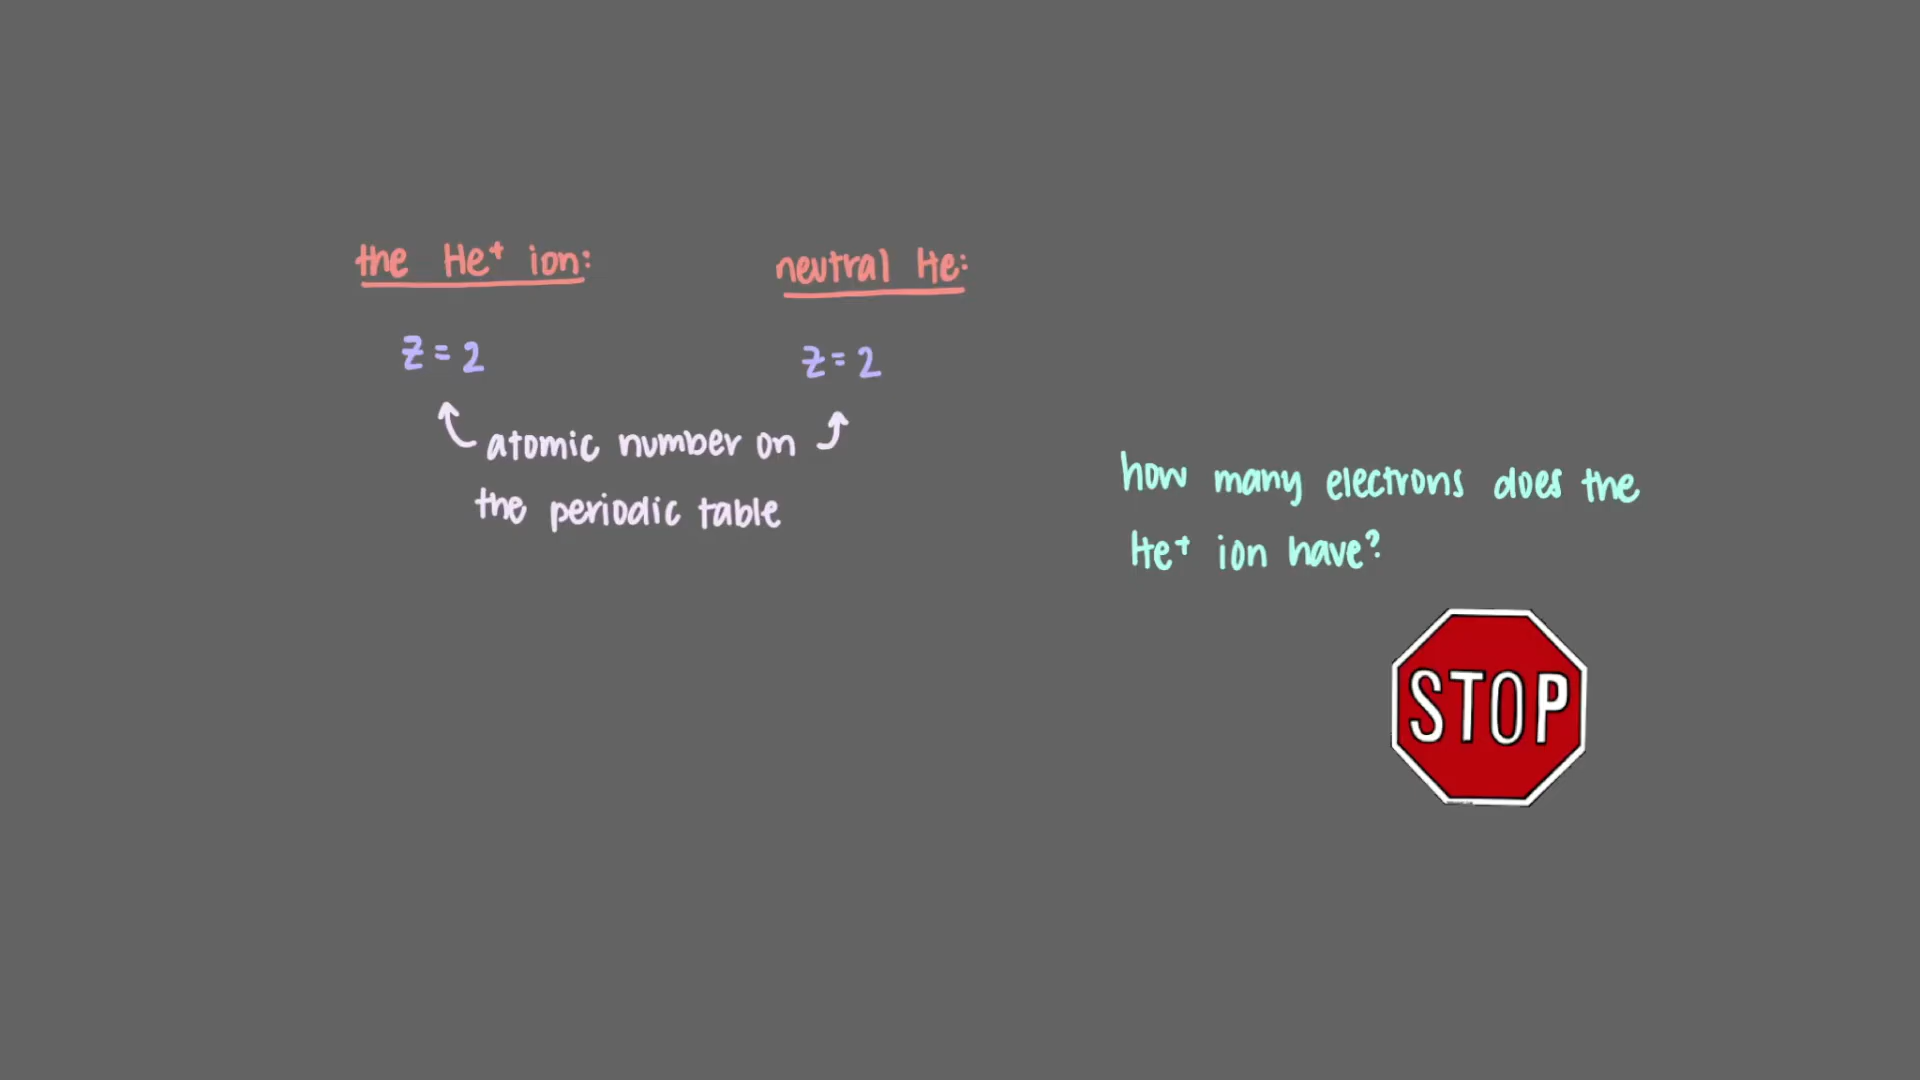 the He⁺ ion:
neutral He:
z = 2
z = 2
atomic number on
the periodic table
how many electrons does the
He⁺ ion have?
STOP